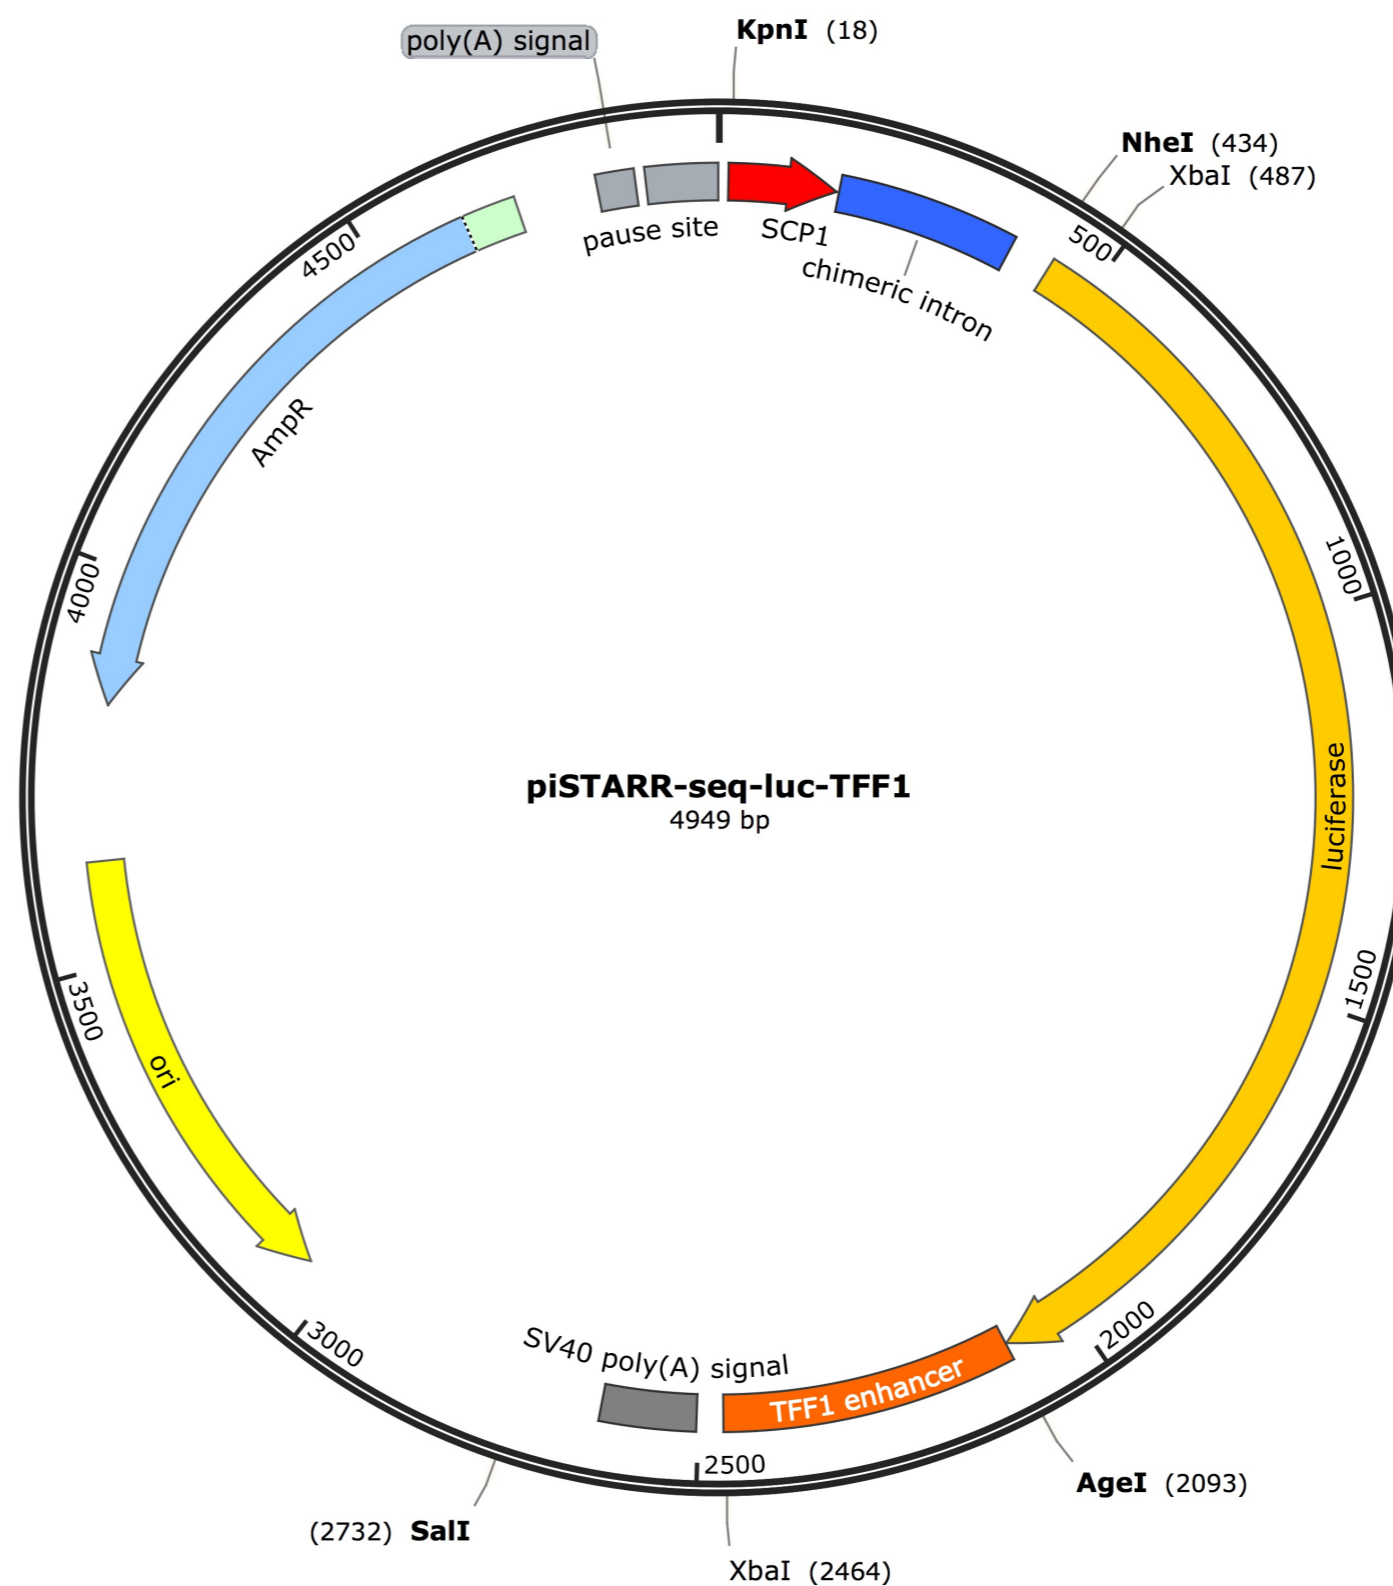 poly(A) signal
KpnI (18)
NheI (434)
XbaI (487)
500
4500
pause site
SCP1
chimeric intron
AmpR
1000
4000
piSTARR-seq-luc-TFF1
4949 bp
luciferase
1500
3500
ori
2000
3000
SV40 poly(A) signal
TFF1 enhancer
2500
AgeI (2093)
(2732) SalI
XbaI (2464)